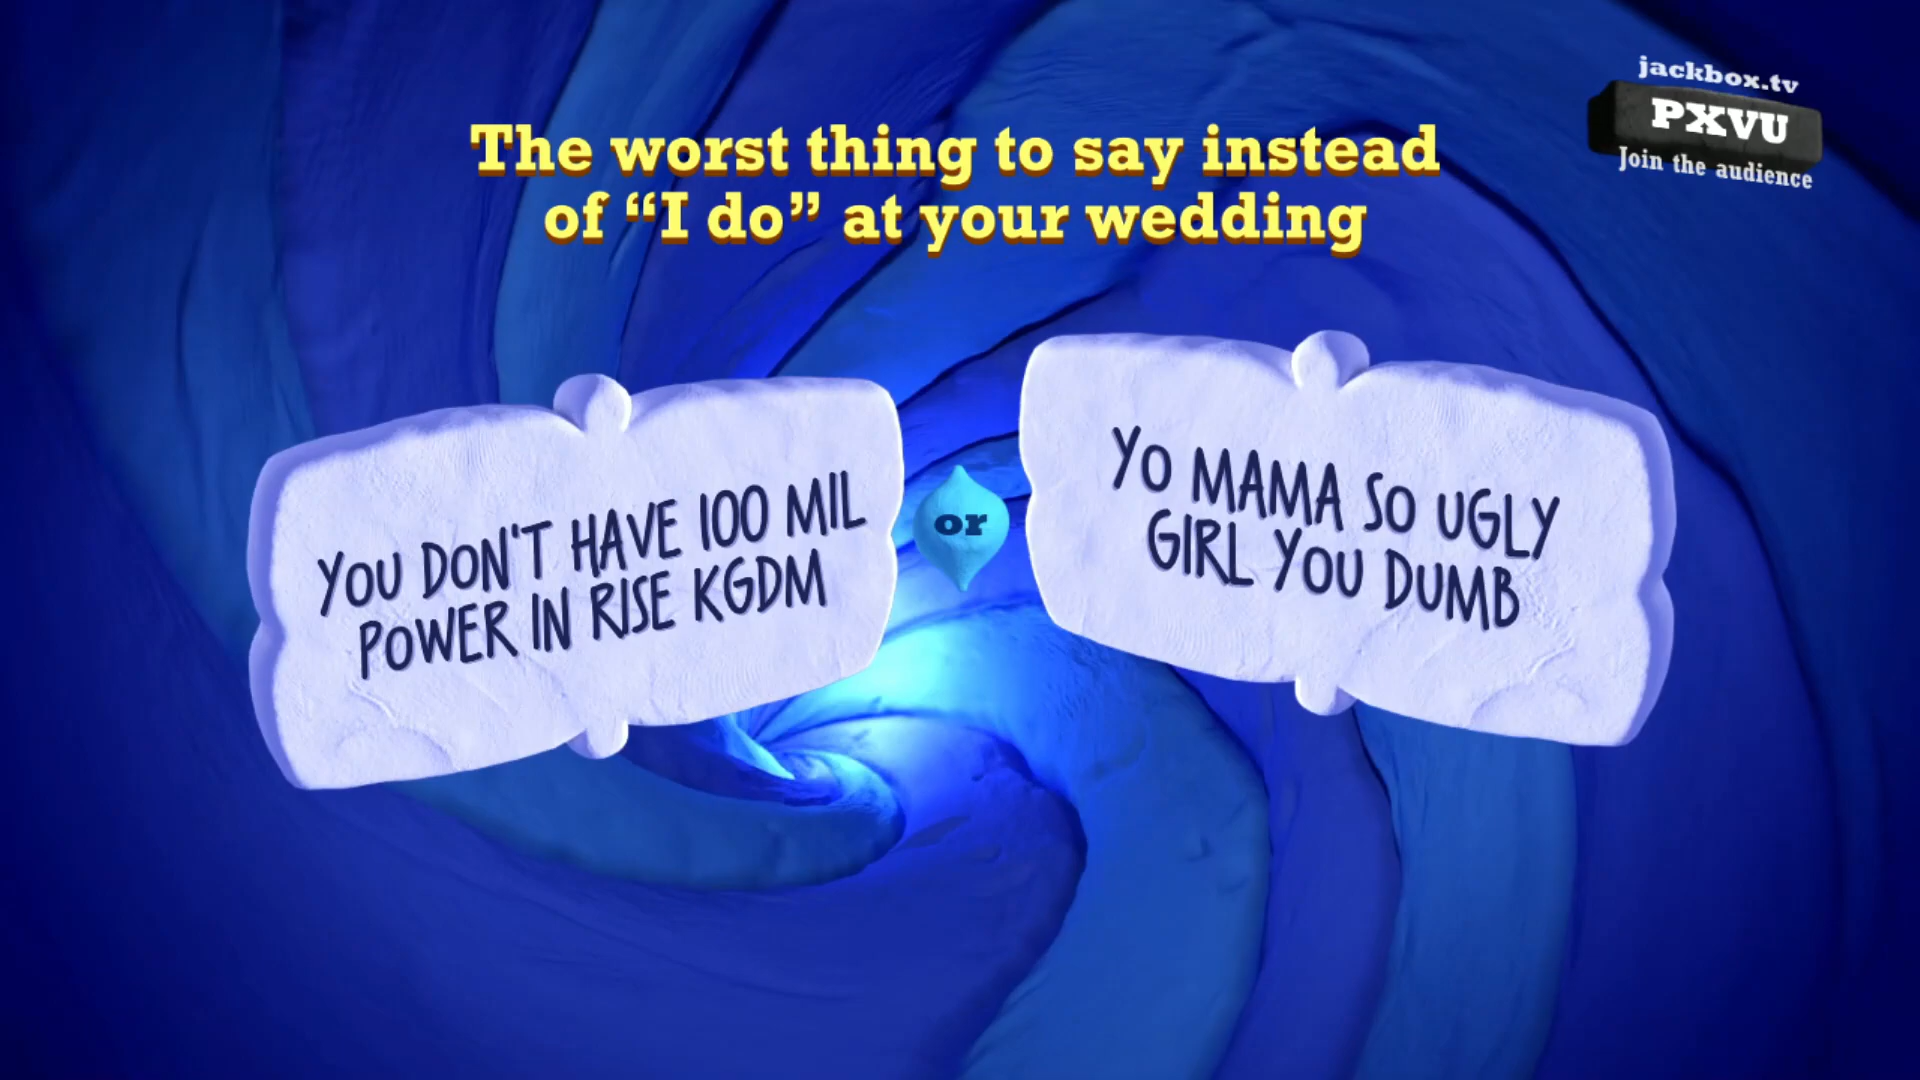 jackbox.tv
PXVU
Join the audience
The worst thing to say instead
of “I do” at your wedding
YOU DON'T HAVE 100 MIL
POWER IN RISE KGDM
or
YO MAMA SO UGLY
GIRL YOU DUMB